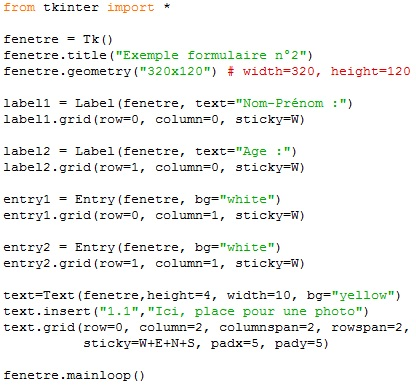 from tkinter import *

fenetre = Tk()
fenetre.title("Exemple formulaire n°2")
fenetre.geometry("320x120") # width=320, height=120

label1 = Label(fenetre, text="Nom-Prénom :")
label1.grid(row=0, column=0, sticky=W)

label2 = Label(fenetre, text="Age :")
label2.grid(row=1, column=0, sticky=W)

entry1 = Entry(fenetre, bg="white")
entry1.grid(row=0, column=1, sticky=W)

entry2 = Entry(fenetre, bg="white")
entry2.grid(row=1, column=1, sticky=W)

text=Text(fenetre,height=4, width=10, bg="yellow")
text.insert("1.1","Ici, place pour une photo")
text.grid(row=0, column=2, columnspan=2, rowspan=2,
          sticky=W+E+N+S, padx=5, pady=5)

fenetre.mainloop()